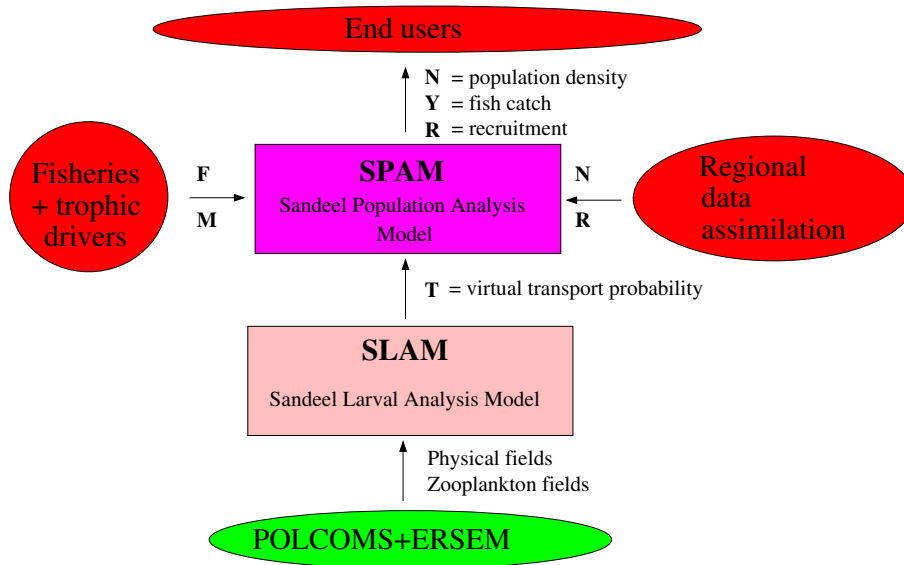 End users
N = population density
Y = fish catch
R = recruitment
Fisheries
+ trophic
drivers
F
M
SPAM
Sandeel Population Analysis
Model
N
R
Regional
data
assimilation
T = virtual transport probability
SLAM
Sandeel Larval Analysis Model
Physical fields
Zooplankton fields
POLCOMS+ERSEM